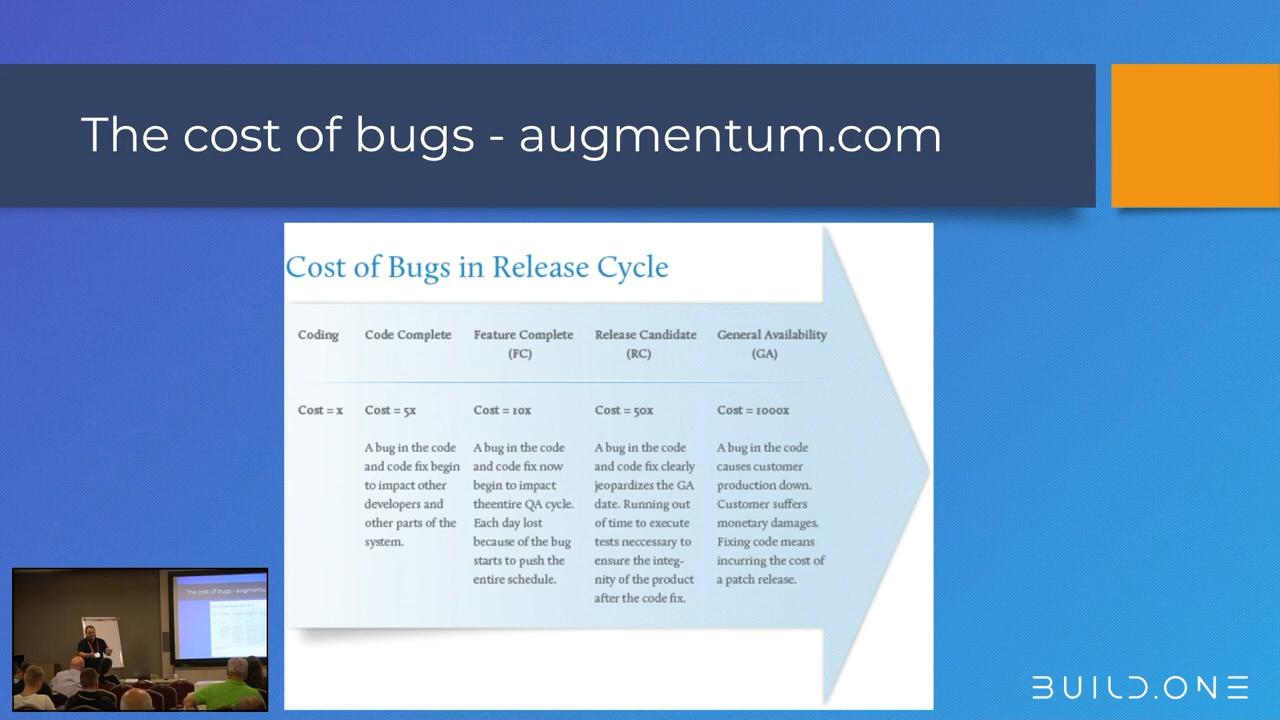 The cost of bugs - augmentum.com
Cost of Bugs in Release Cycle
Coding
Code Complete
Feature Complete
(FC)
Release Candidate
(RC)
General Availability
(GA)
Cost = x
Cost = 5x
A bug in the code
and code fix begin
to impact other
developers and
other parts of the
system.
Cost = 10x
A bug in the code
and code fix now
begin to impact
theentire QA cycle.
Each day lost
because of the bug
starts to push the
entire schedule.
Cost = 50x
A bug in the code
and code fix clearly
jeopardizes the GA
date. Running out
of time to execute
tests neccessary to
ensure the integ-
nity of the product
after the code fix.
Cost = 1000x
A bug in the code
causes customer
production down.
Customer suffers
monetary damages.
Fixing code means
incurring the cost of
a patch release.
The cost of bugs - augmentu
BUILD.ONE